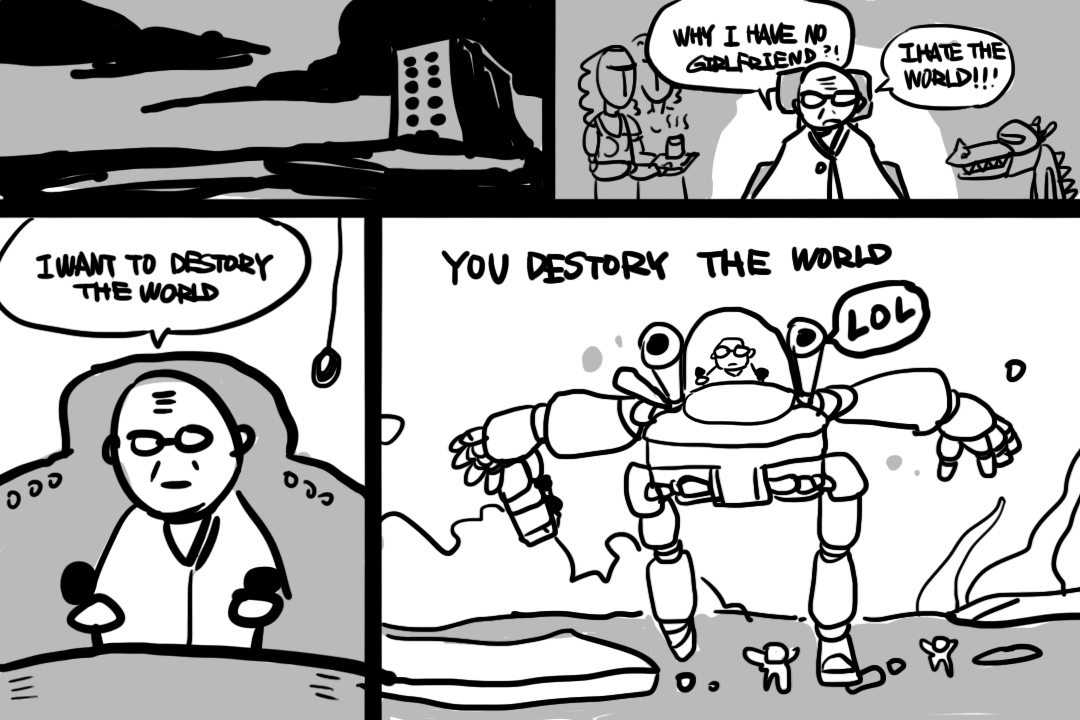 WHY I HAVE NO
GIRLFRIEND?!
I HATE THE
WORLD!!!
I WANT TO DESTORY
THE WORLD
YOU DESTORY THE WORLD
LOL